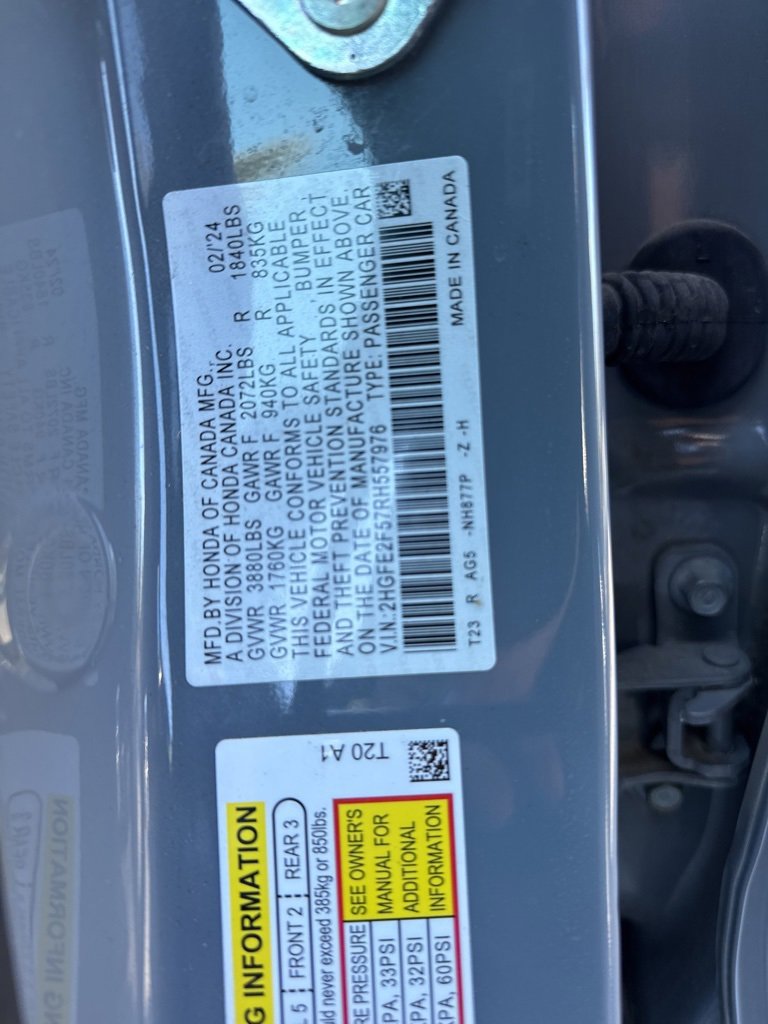 MFD.BY HONDA OF CANADA MFG., 02/'24
A DIVISION OF HONDA CANADA INC.
GVWR 3880LBS GAWR F 2072LBS R 1840LBS
GVWR 1760KG GAWR F 940KG R 835KG
THIS VEHICLE CONFORMS TO ALL APPLICABLE
FEDERAL MOTOR VEHICLE SAFETY, BUMPER,
AND THEFT PREVENTION STANDARDS IN EFFECT
ON THE DATE OF MANUFACTURE SHOWN ABOVE.
V.I.N.:2HGFE2F57RH557976 TYPE: PASSENGER CAR
T23 R AG5 -NH877P -Z -H MADE IN CANADA
T20 A1
INFORMATION
5 FRONT 2 REAR 3
never exceed 385kg or 850lbs.
PRESSURE SEE OWNER'S
33PSI MANUAL FOR
32PSI ADDITIONAL
60PSI INFORMATION